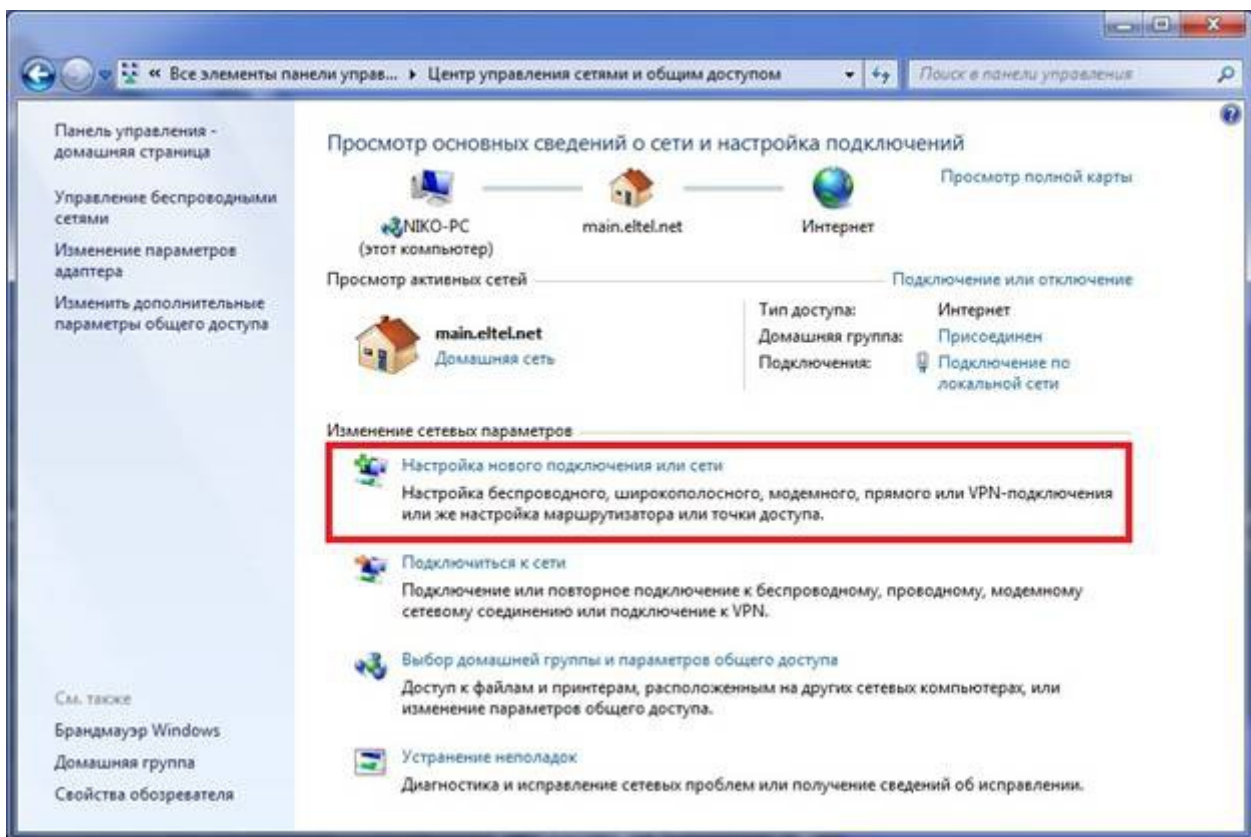 « Все элементы панели управ... ▸ Центр управления сетями и общим доступом
Поиск в панели управления
Панель управления -
домашняя страница
Управление беспроводными
сетями
Изменение параметров
адаптера
Изменить дополнительные
параметры общего доступа
См. также
Брандмауэр Windows
Домашняя группа
Свойства обозревателя
Просмотр основных сведений о сети и настройка подключений
Просмотр полной карты
NIKO-PC
(этот компьютер)
main.eltel.net
Интернет
Просмотр активных сетей
Подключение или отключение
main.eltel.net
Домашняя сеть
Тип доступа: Интернет
Домашняя группа: Присоединен
Подключения: Подключение по
локальной сети
Изменение сетевых параметров
Настройка нового подключения или сети
Настройка беспроводного, широкополосного, модемного, прямого или VPN-подключения
или же настройка маршрутизатора или точки доступа.
Подключиться к сети
Подключение или повторное подключение к беспроводному, проводному, модемному
сетевому соединению или подключение к VPN.
Выбор домашней группы и параметров общего доступа
Доступ к файлам и принтерам, расположенным на других сетевых компьютерах, или
изменение параметров общего доступа.
Устранение неполадок
Диагностика и исправление сетевых проблем или получение сведений об исправлении.